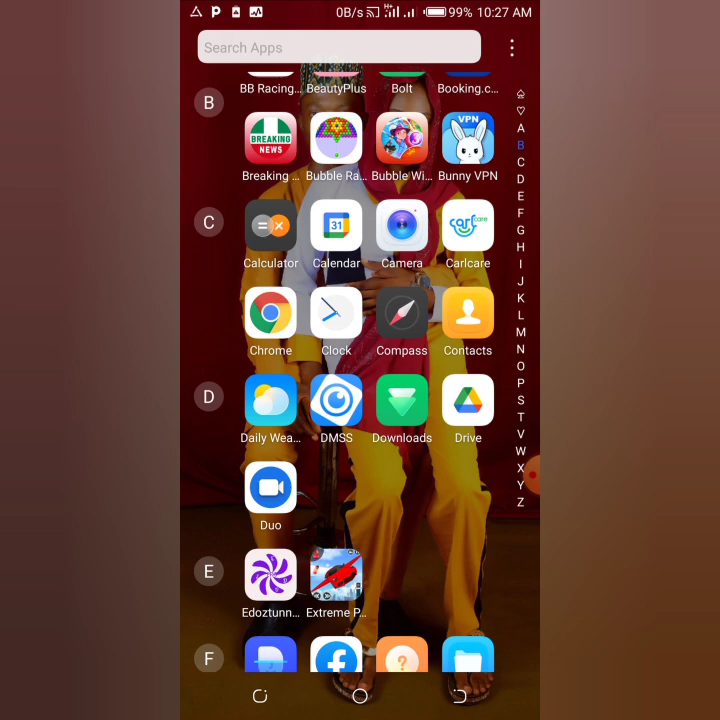 0B/s H+ 99% 10:27 AM
Search Apps
BB Racing... BeautyPlus Bolt Booking.c...
B
BREAKING NEWS VPN
Breaking ... Bubble Ra... Bubble Wi... Bunny VPN
C
31 carlcare
Calculator Calendar Camera Carlcare
Chrome Clock Compass Contacts
D
Daily Wea... DMSS Downloads Drive
Duo
E
Edoztunn... Extreme P...
F
A
B
C
D
E
F
G
H
I
J
K
L
M
N
O
P
S
T
V
W
X
Y
Z